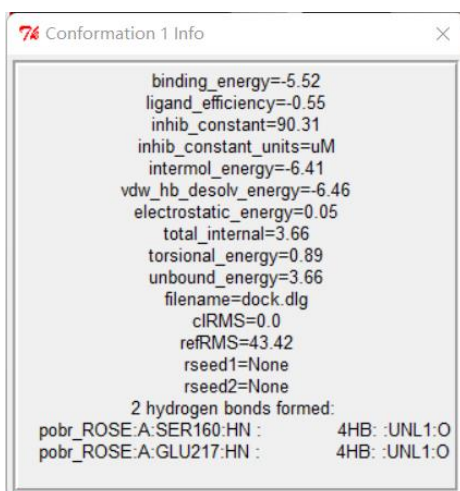 Conformation 1 Info
binding_energy=-5.52
ligand_efficiency=-0.55
inhib_constant=90.31
inhib_constant_units=uM
intermol_energy=-6.41
vdw_hb_desolv_energy=-6.46
electrostatic_energy=0.05
total_internal=3.66
torsional_energy=0.89
unbound_energy=3.66
filename=dock.dlg
clRMS=0.0
refRMS=43.42
rseed1=None
rseed2=None
2 hydrogen bonds formed:
pobr_ROSE:A:SER160:HN : 4HB: :UNL1:O
pobr_ROSE:A:GLU217:HN : 4HB: :UNL1:O